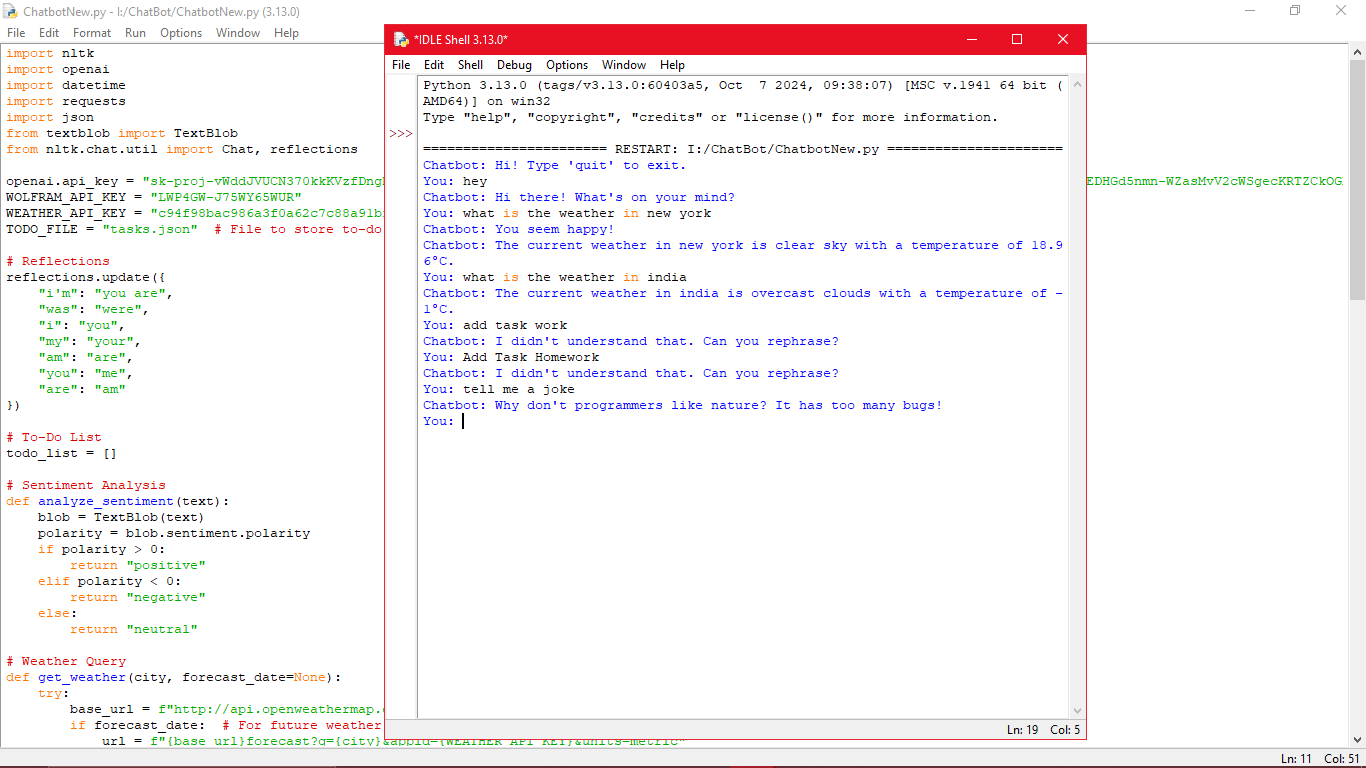 ChatbotNew.py - I:/ChatBot/ChatbotNew.py (3.13.0)
File Edit Format Run Options Window Help
import nltk
import openai
import datetime
import requests
import json
from textblob import TextBlob
from nltk.chat.util import Chat, reflections
openai.api_key = "sk-proj-vWddJVUCN370kkKVzfDng
EDHGd5nmn-WZasMvV2cWSgecKRTZCkOG
WOLFRAM_API_KEY = "LWP4GW-J75WY65WUR"
WEATHER_API_KEY = "c94f98bac986a3f0a62c7c88a91b
TODO_FILE = "tasks.json"  # File to store to-do
# Reflections
reflections.update({
    "i'm": "you are",
    "was": "were",
    "i": "you",
    "my": "your",
    "am": "are",
    "you": "me",
    "are": "am"
})
# To-Do List
todo_list = []
# Sentiment Analysis
def analyze_sentiment(text):
    blob = TextBlob(text)
    polarity = blob.sentiment.polarity
    if polarity > 0:
        return "positive"
    elif polarity < 0:
        return "negative"
    else:
        return "neutral"
# Weather Query
def get_weather(city, forecast_date=None):
    try:
        base_url = f"http://api.openweathermap.
        if forecast_date:  # For future weather
            url = f"{base_url}forecast?q={city}&appid={WEATHER_API_KEY}&units=metric"
Ln: 11 Col: 51
*IDLE Shell 3.13.0*
File Edit Shell Debug Options Window Help
Python 3.13.0 (tags/v3.13.0:60403a5, Oct  7 2024, 09:38:07) [MSC v.1941 64 bit (
AMD64)] on win32
Type "help", "copyright", "credits" or "license()" for more information.
>>>
======================= RESTART: I:/ChatBot/ChatbotNew.py ======================
Chatbot: Hi! Type 'quit' to exit.
You: hey
Chatbot: Hi there! What's on your mind?
You: what is the weather in new york
Chatbot: You seem happy!
Chatbot: The current weather in new york is clear sky with a temperature of 18.9
6°C.
You: what is the weather in india
Chatbot: The current weather in india is overcast clouds with a temperature of -
1°C.
You: add task work
Chatbot: I didn't understand that. Can you rephrase?
You: Add Task Homework
Chatbot: I didn't understand that. Can you rephrase?
You: tell me a joke
Chatbot: Why don't programmers like nature? It has too many bugs!
You:
Ln: 19 Col: 5